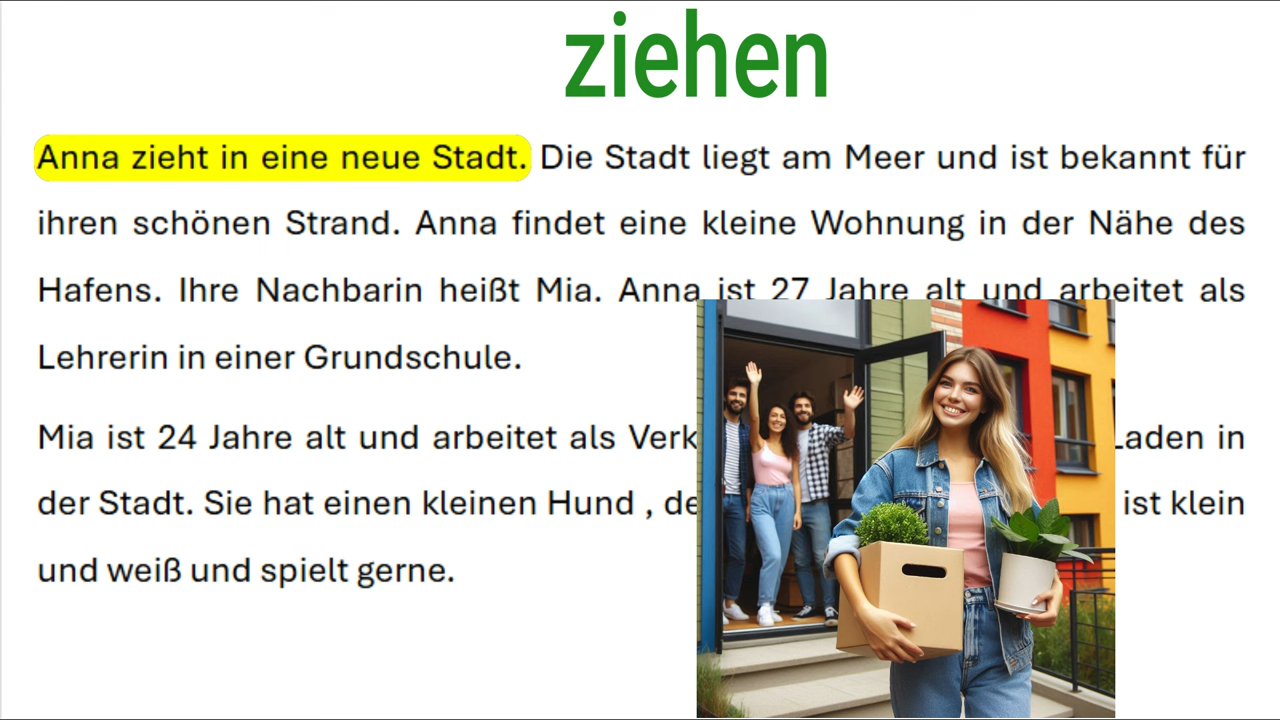 ziehen
Anna zieht in eine neue Stadt. Die Stadt liegt am Meer und ist bekannt für
ihren schönen Strand. Anna findet eine kleine Wohnung in der Nähe des
Hafens. Ihre Nachbarin heißt Mia. Anna ist 27 Jahre alt und arbeitet als
Lehrerin in einer Grundschule.
Mia ist 24 Jahre alt und arbeitet als Laden in
der Stadt. Sie hat einen kleinen Hund , ist klein
und weiß und spielt gerne.